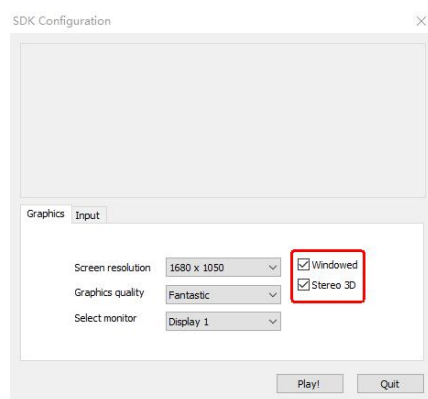 SDK Configuration
Graphics Input
Screen resolution 1680 x 1050 Windowed
Graphics quality Fantastic Stereo 3D
Select monitor Display 1
Play! Quit